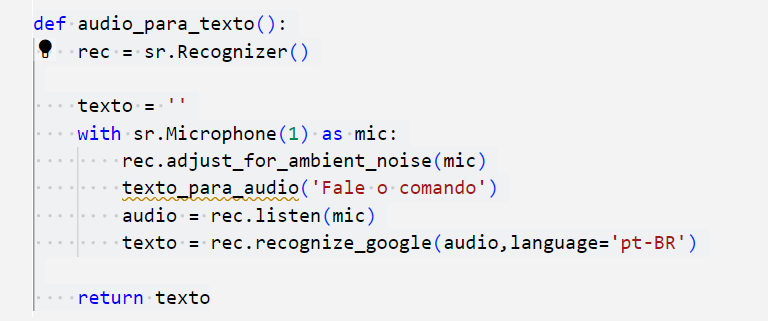 def audio_para_texto():
rec = sr.Recognizer()
texto = ''
with sr.Microphone(1) as mic:
rec.adjust_for_ambient_noise(mic)
texto_para_audio('Fale o comando')
audio = rec.listen(mic)
texto = rec.recognize_google(audio,language='pt-BR')
return texto